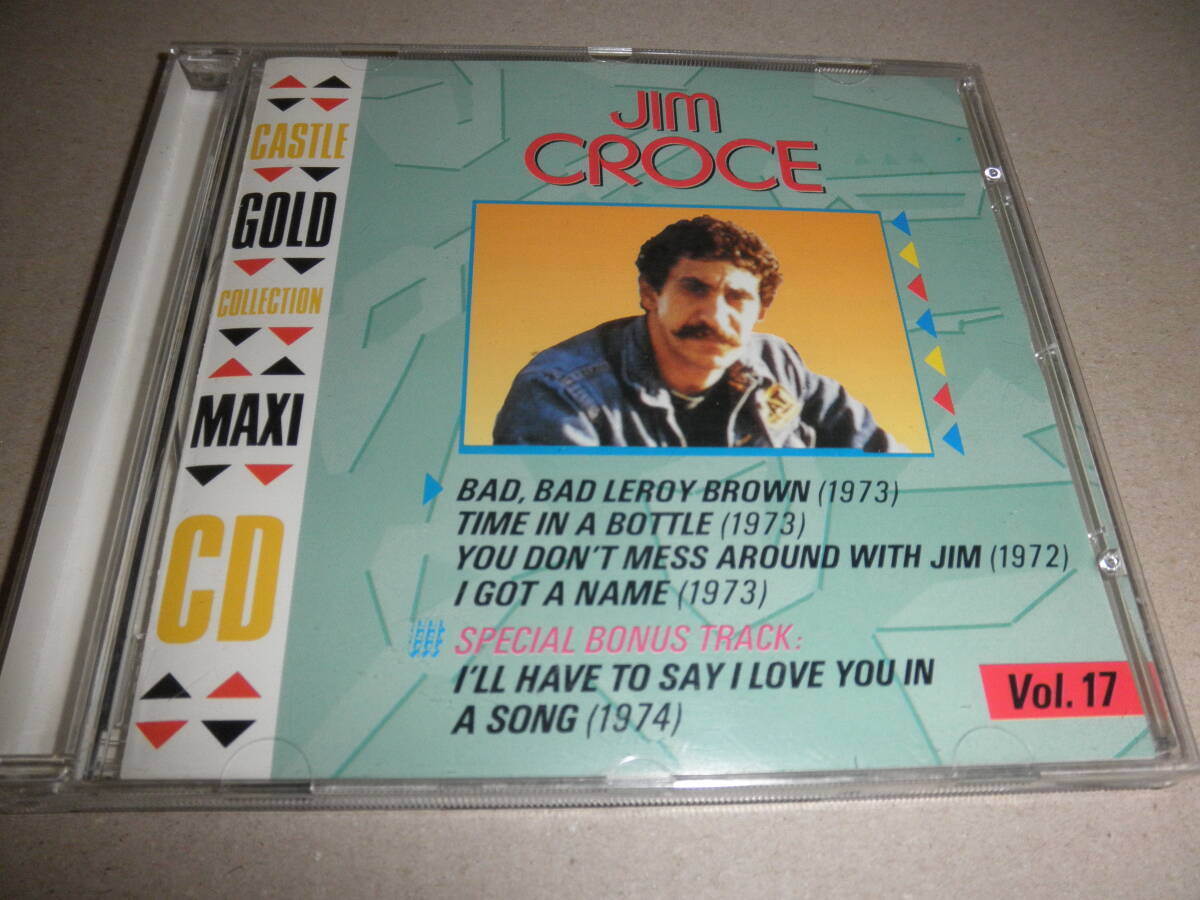 CASTLE
GOLD
COLLECTION
MAXI
CD
JIM
CROCE
BAD, BAD LEROY BROWN (1973)
TIME IN A BOTTLE (1973)
YOU DON'T MESS AROUND WITH JIM (1972)
I GOT A NAME (1973)
SPECIAL BONUS TRACK:
I'LL HAVE TO SAY I LOVE YOU IN
A SONG (1974)
Vol. 17